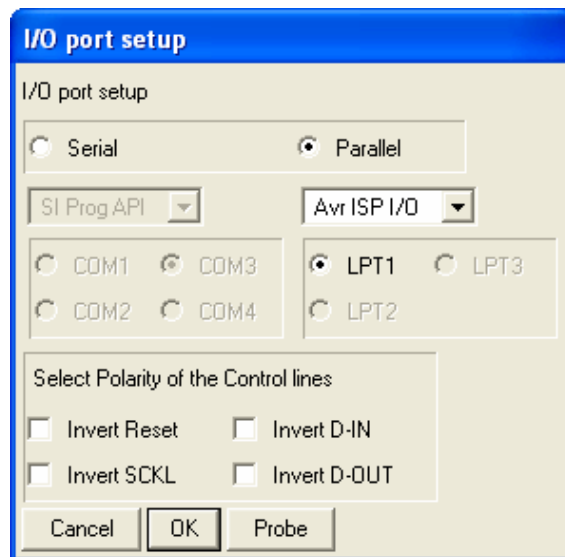 I/O port setup
I/O port setup
Serial Parallel
SI Prog API Avr ISP I/O
COM1 COM3 LPT1 LPT3
COM2 COM4 LPT2
Select Polarity of the Control lines
Invert Reset Invert D-IN
Invert SCKL Invert D-OUT
Cancel OK Probe